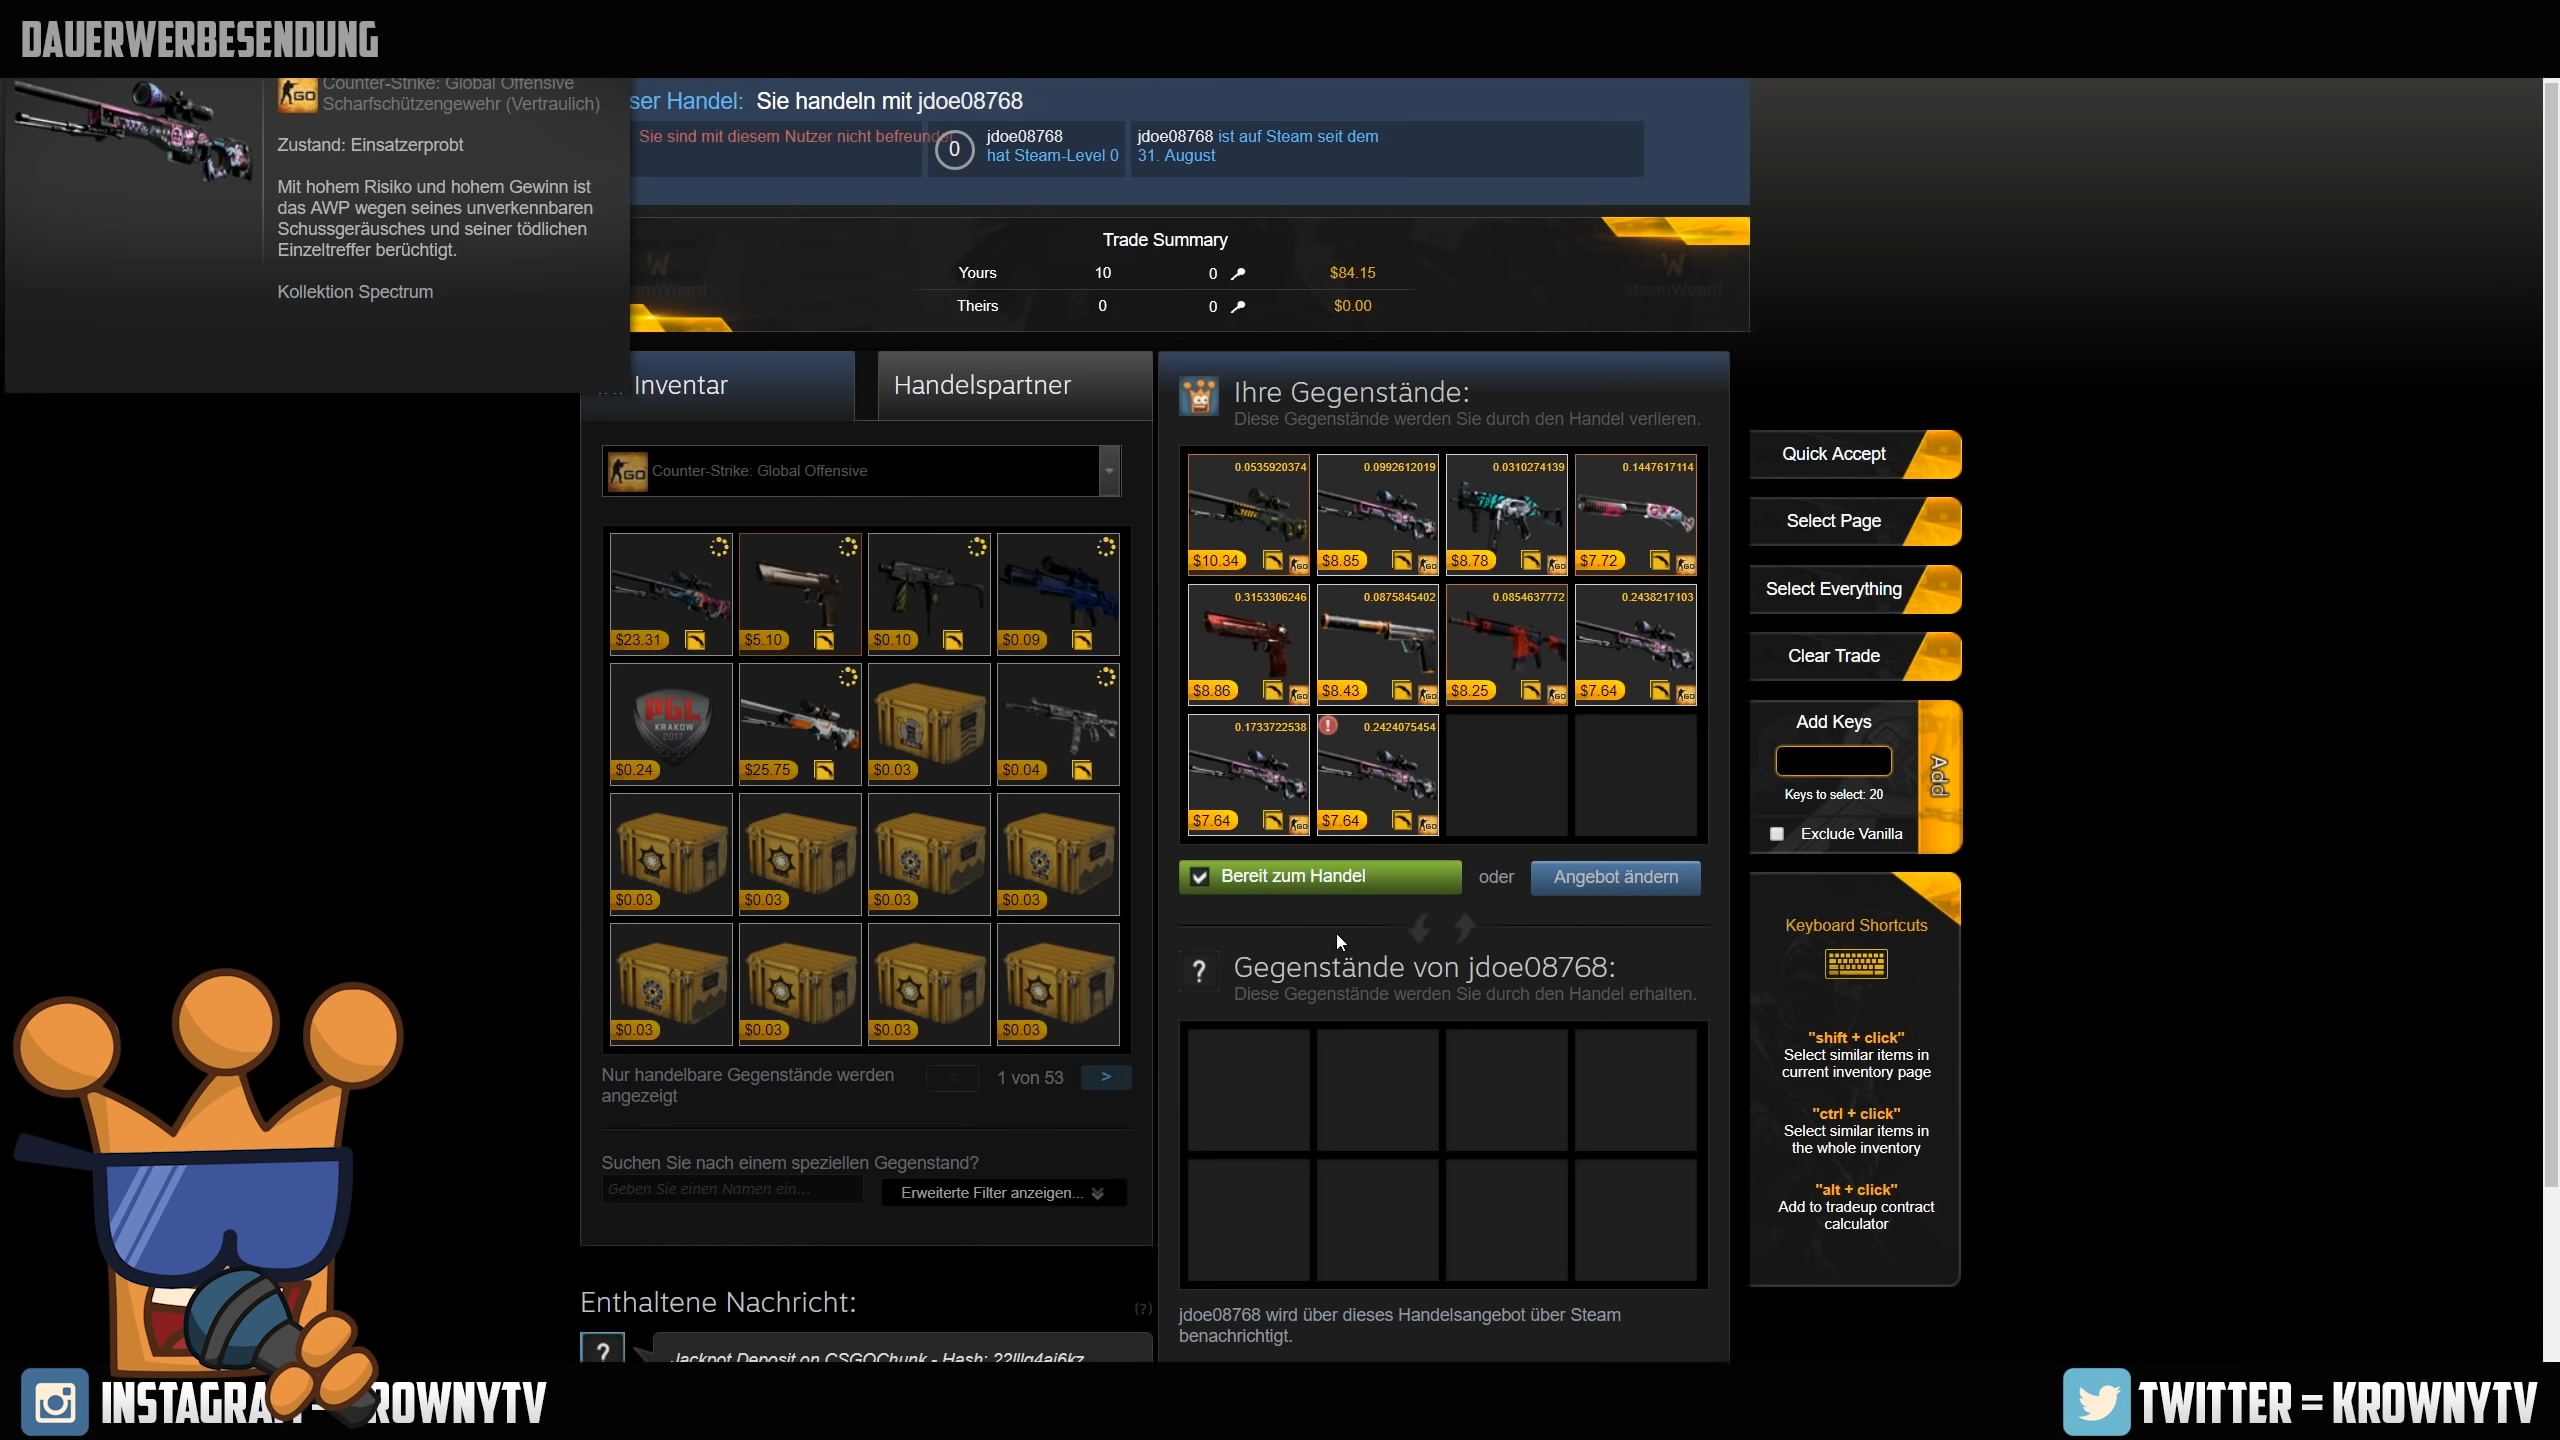 DAUERWERBESENDUNG
Counter-Strike: Global Offensive
Scharfschützengewehr (Vertraulich)
Zustand: Einsatzerprobt
Mit hohem Risiko und hohem Gewinn ist
das AWP wegen seines unverkennbaren
Schussgeräusches und seiner tödlichen
Einzeltreffer berüchtigt.
Kollektion Spectrum
ser Handel: Sie handeln mit jdoe08768
Sie sind mit diesem Nutzer nicht befreunde
0
jdoe08768
hat Steam-Level 0
jdoe08768 ist auf Steam seit dem
31. August
Trade Summary
Yours 10 0 $84.15
Theirs 0 0 $0.00
SteamWizard
Inventar
Handelspartner
Counter-Strike: Global Offensive
$23.31 $5.10 $0.10 $0.09
PGL
KRAKOW
2017
$0.24 $25.75 $0.03 $0.04
$0.03 $0.03 $0.03 $0.03
$0.03 $0.03 $0.03 $0.03
Nur handelbare Gegenstände werden
angezeigt
< 1 von 53 >
Suchen Sie nach einem speziellen Gegenstand?
Geben Sie einen Namen ein...
Erweiterte Filter anzeigen...
Enthaltene Nachricht:
(?)
?
Jackpot Deposit on CSGOChunk - Hash:
Ihre Gegenstände:
Diese Gegenstände werden Sie durch den Handel verlieren.
0.0535920374 0.0992612019 0.0310274139 0.1447617114
$10.34 $8.85 $8.78 $7.72
0.3153306246 0.0875845402 0.0854637772 0.2438217103
$8.86 $8.43 $8.25 $7.64
0.1733722538 0.2424075454
$7.64 $7.64
Bereit zum Handel oder Angebot ändern
?
Gegenstände von jdoe08768:
Diese Gegenstände werden Sie durch den Handel erhalten.
jdoe08768 wird über dieses Handelsangebot über Steam
benachrichtigt.
Quick Accept
Select Page
Select Everything
Clear Trade
Add Keys
Keys to select: 20
Exclude Vanilla
Add
Keyboard Shortcuts
"shift + click"
Select similar items in
current inventory page
"ctrl + click"
Select similar items in
the whole inventory
"alt + click"
Add to tradeup contract
calculator
INSTAGRA ROWNYTV
TWITTER = KROWNYTV